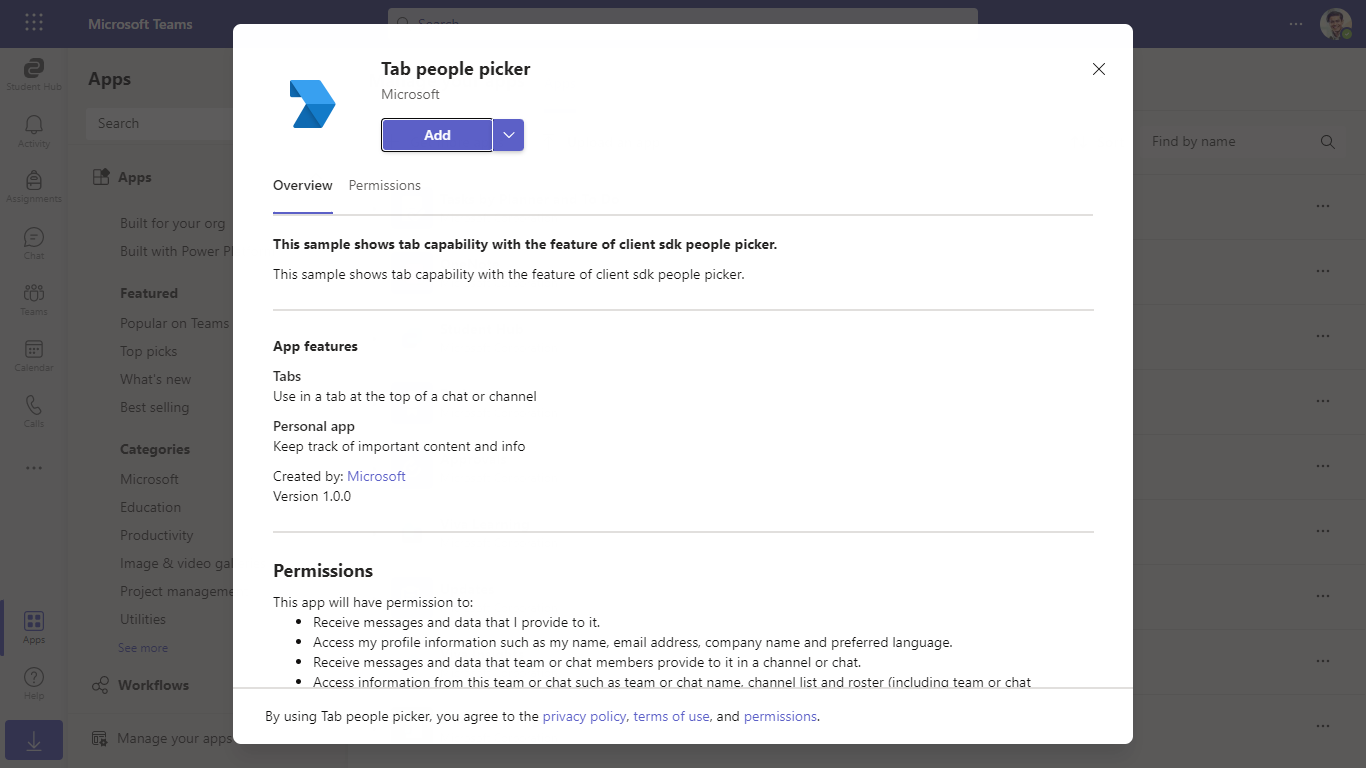 Microsoft Teams
Search
Student Hub
Activity
Assignments
Chat
Teams
Calendar
Calls
Apps
Help
Apps
Search
Apps
Built for your org
Built with Power
Featured
Popular on Teams
Top picks
What's new
Best selling
Categories
Microsoft
Education
Productivity
Image & video
Project
Utilities
See more
Workflows
Manage your apps
Find by name
Tab people picker
Microsoft
Add
Overview Permissions
This sample shows tab capability with the feature of client sdk people picker.
This sample shows tab capability with the feature of client sdk people picker.
App features
Tabs
Use in a tab at the top of a chat or channel
Personal app
Keep track of important content and info
Created by: Microsoft
Version 1.0.0
Permissions
This app will have permission to:
• Receive messages and data that I provide to it.
• Access my profile information such as my name, email address, company name and preferred language.
• Receive messages and data that team or chat members provide to it in a channel or chat.
• Access information from this team or chat such as team or chat name, channel list and roster (including team or chat
By using Tab people picker, you agree to the privacy policy, terms of use, and permissions.